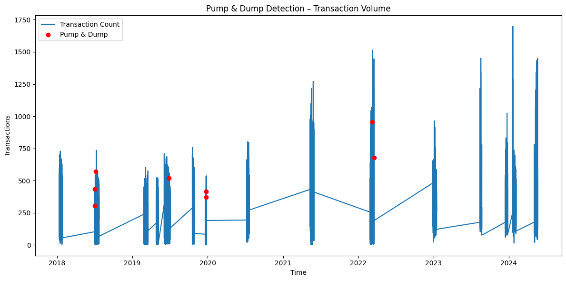 Pump & Dump Detection – Transaction Volume
Transaction Count
Pump & Dump
Transactions
1750
1500
1250
1000
750
500
250
0
2018 2019 2020 2021 2022 2023 2024
Time